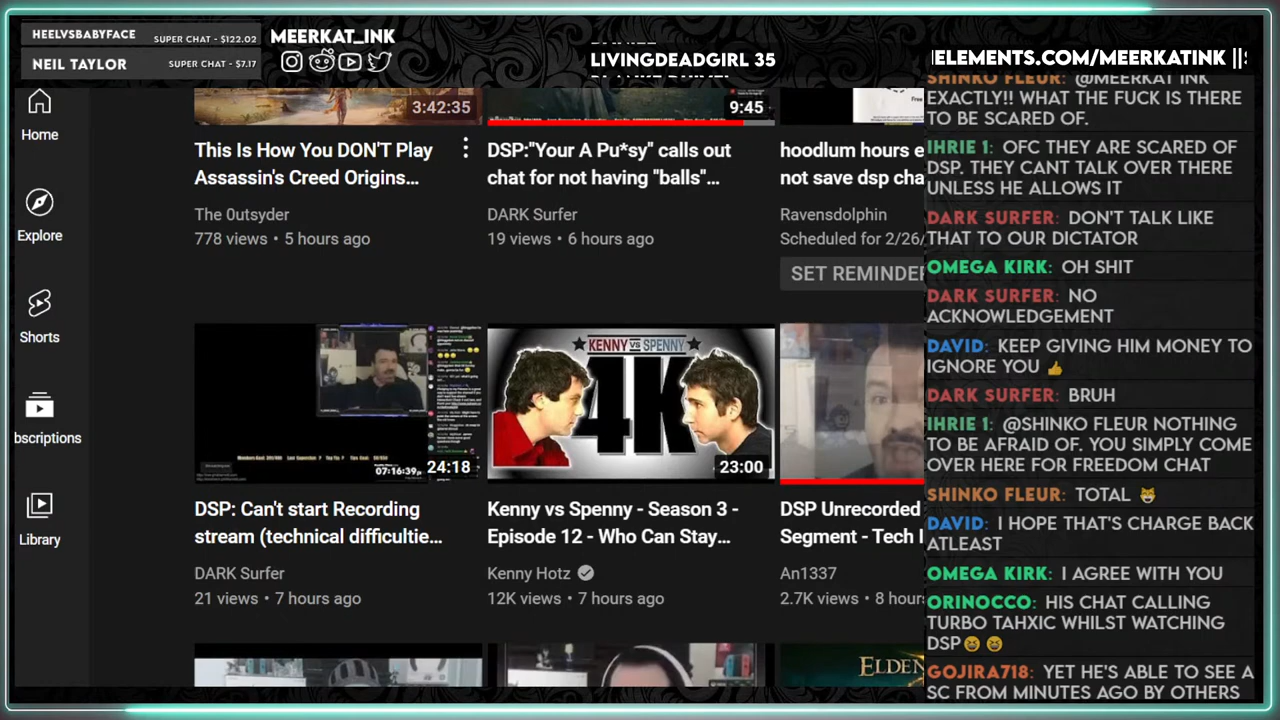 HEELVSBABYFACE SUPER CHAT - $122.02
NEIL TAYLOR SUPER CHAT - $7.17
MEERKAT_INK
LIVINGDEADGIRL 35
ELEMENTS.COM/MEERKATINK ||
Home
Explore
Shorts
bscriptions
Library
3:42:35
This Is How You DON'T Play
Assassin's Creed Origins...
The 0utsyder
778 views • 5 hours ago
9:45
DSP:"Your A Pu*sy" calls out
chat for not having "balls"...
DARK Surfer
19 views • 6 hours ago
Free
hoodlum hours e
not save dsp cha
Ravensdolphin
Scheduled for 2/26/
SET REMINDER
07:16:39
24:18
DSP: Can't start Recording
stream (technical difficultie...
DARK Surfer
21 views • 7 hours ago
KENNY VS SPENNY
4K
23:00
Kenny vs Spenny - Season 3 -
Episode 12 - Who Can Stay...
Kenny Hotz
12K views • 7 hours ago
DSP Unrecorded
Segment - Tech I
An1337
2.7K views • 8 hours
ELDEN
SHINKO FLEUR: @MEERKAT INK
EXACTLY!! WHAT THE FUCK IS THERE
TO BE SCARED OF.
IHRIE 1: OFC THEY ARE SCARED OF
DSP. THEY CANT TALK OVER THERE
UNLESS HE ALLOWS IT
DARK SURFER: DON'T TALK LIKE
THAT TO OUR DICTATOR
OMEGA KIRK: OH SHIT
DARK SURFER: NO
ACKNOWLEDGEMENT
DAVID: KEEP GIVING HIM MONEY TO
IGNORE YOU 👍
DARK SURFER: BRUH
IHRIE 1: @SHINKO FLEUR NOTHING
TO BE AFRAID OF. YOU SIMPLY COME
OVER HERE FOR FREEDOM CHAT
SHINKO FLEUR: TOTAL 😹
DAVID: I HOPE THAT'S CHARGE BACK
ATLEAST
OMEGA KIRK: I AGREE WITH YOU
ORINOCCO: HIS CHAT CALLING
TURBO TAHXIC WHILST WATCHING
DSP😆 😆
GOJIRA718: YET HE'S ABLE TO SEE A
SC FROM MINUTES AGO BY OTHERS